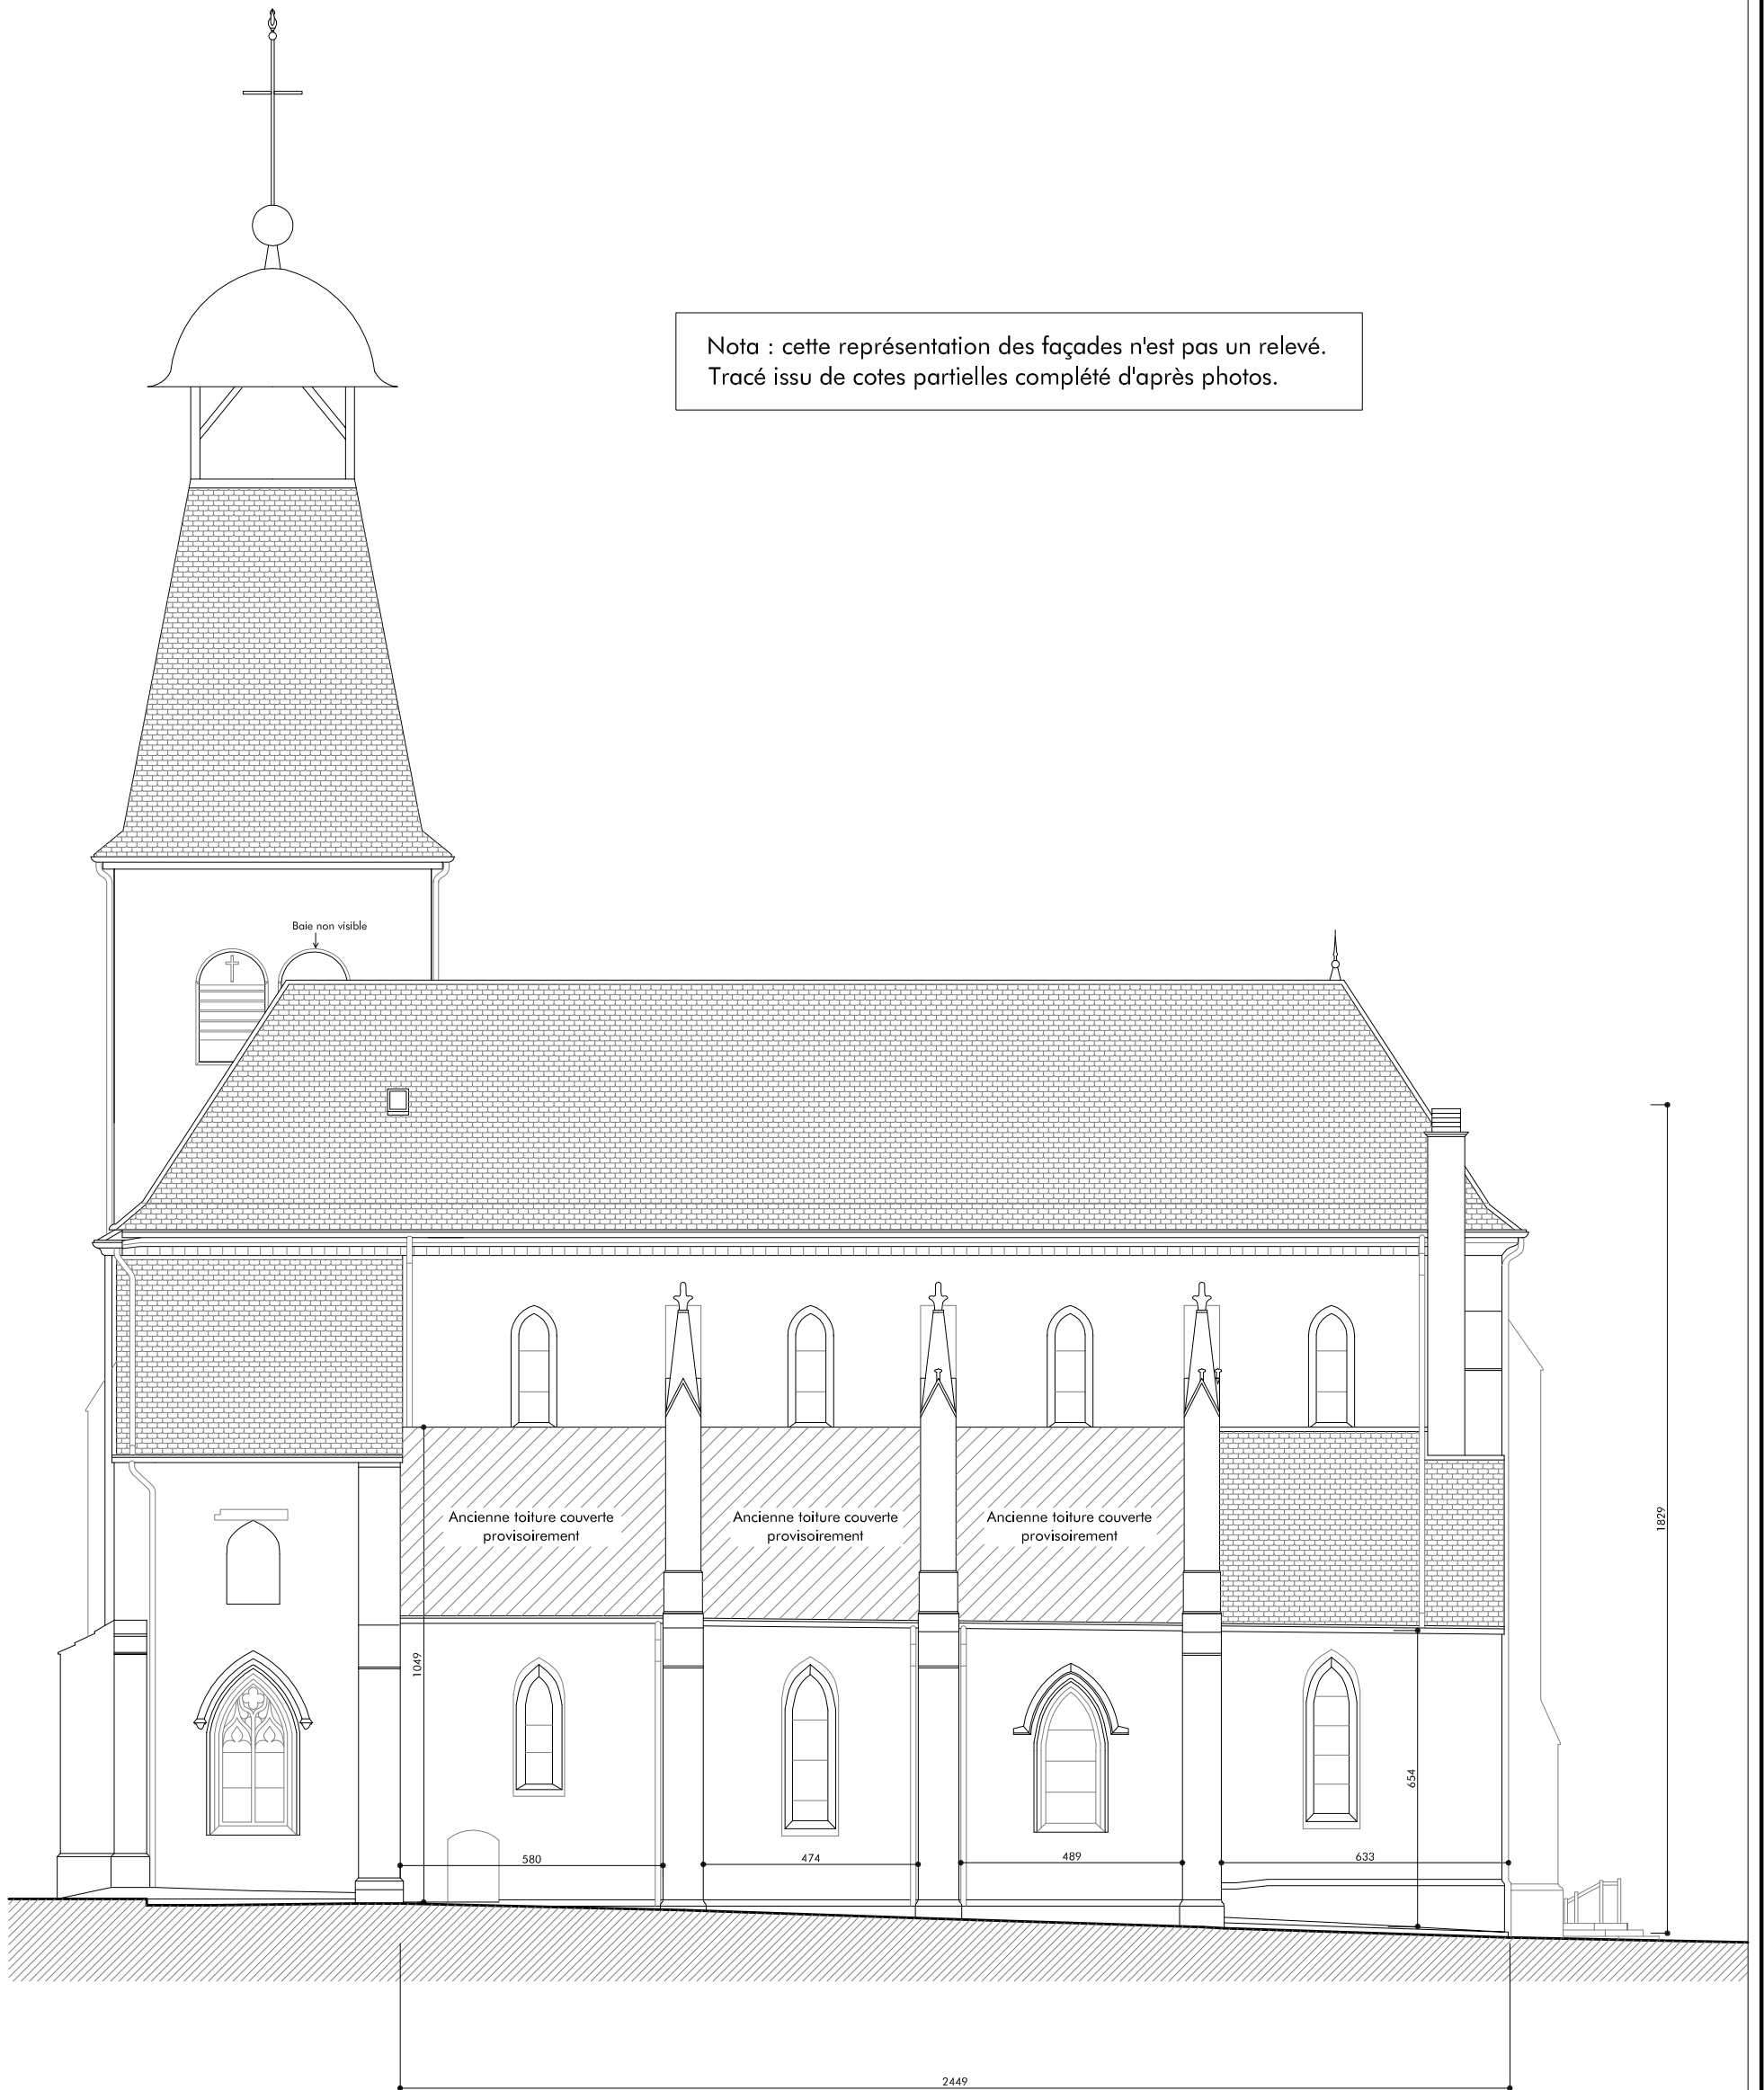 Nota : cette représentation des façades n'est pas un relevé.
Tracé issu de cotes partielles complété d'après photos.
Baie non visible
Ancienne toiture couverte
provisoirement
Ancienne toiture couverte
provisoirement
Ancienne toiture couverte
provisoirement
1829
1049
654
580
474
489
633
2449